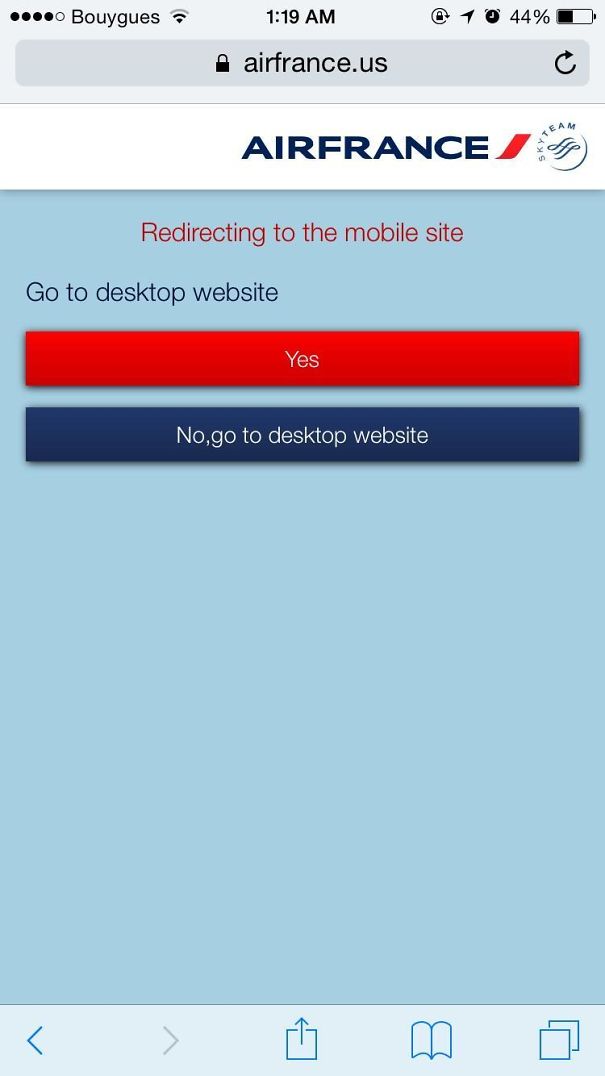 Bouygues 1:19 AM 44%
airfrance.us
AIRFRANCE SKYTEAM
Redirecting to the mobile site
Go to desktop website
Yes
No,go to desktop website